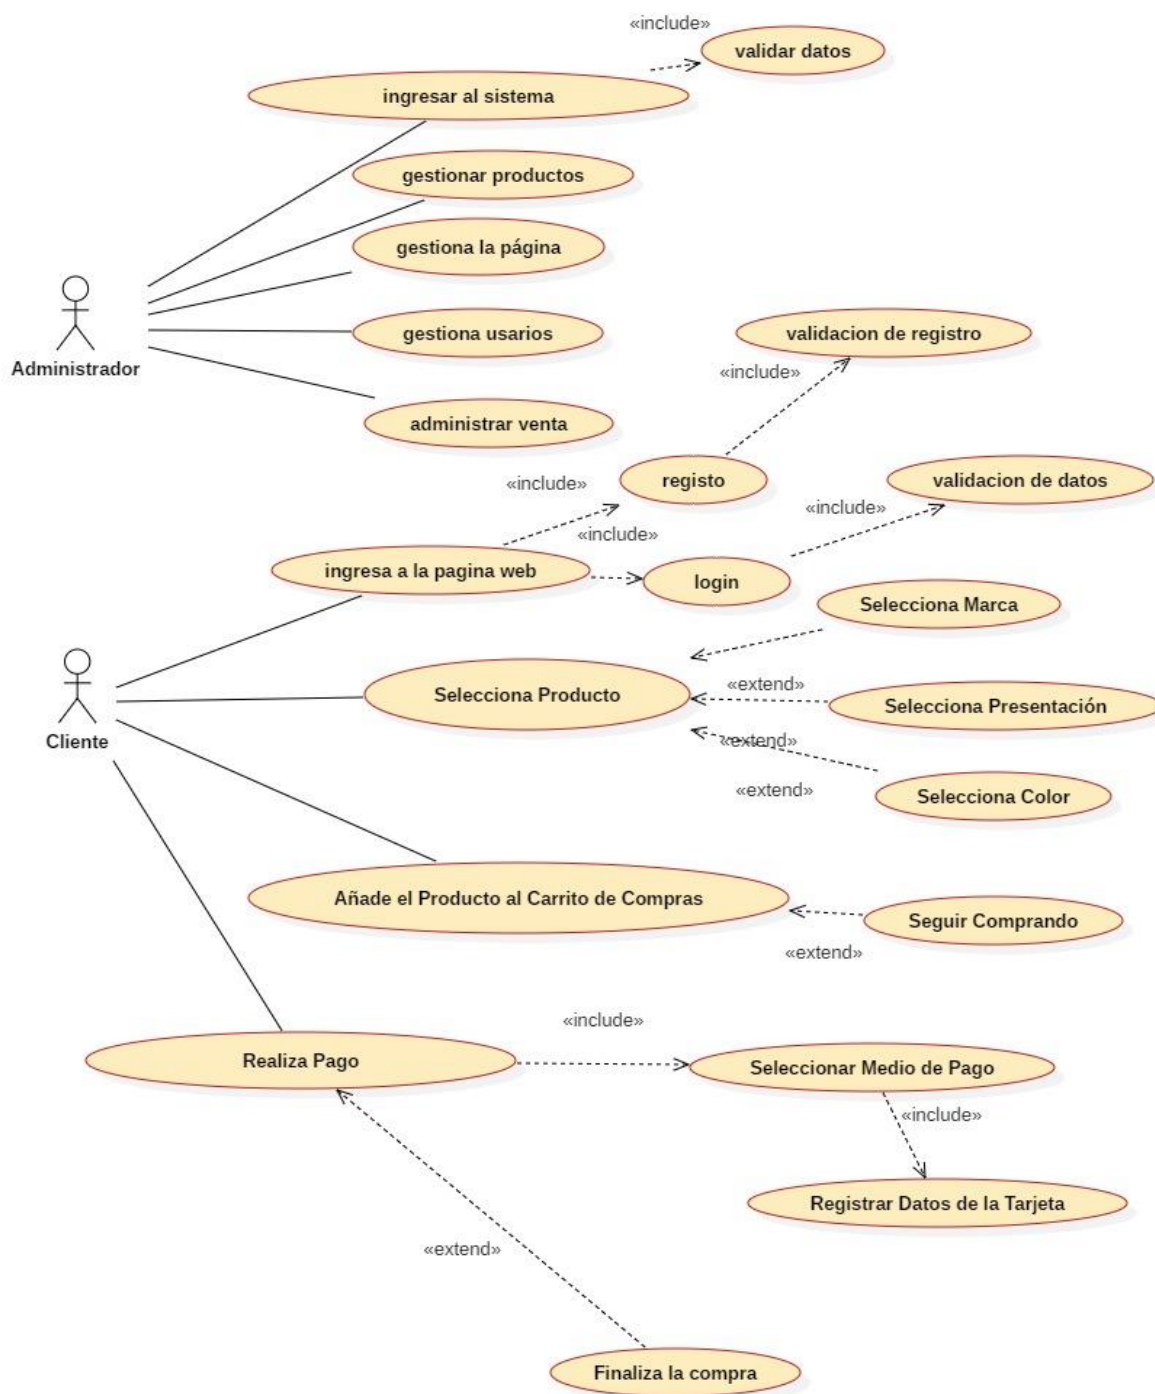 «include»
validar datos
ingresar al sistema
gestionar productos
gestiona la página
gestiona usarios
Administrador
administrar venta
validacion de registro
«include»
registo
«include»
validacion de datos
«include»
«include»
ingresa a la pagina web
login
Selecciona Marca
Cliente
Selecciona Producto
«extend»
Selecciona Presentación
«extend»
«extend»
Selecciona Color
Añade el Producto al Carrito de Compras
Seguir Comprando
«extend»
«include»
Realiza Pago
Seleccionar Medio de Pago
«include»
Registrar Datos de la Tarjeta
«extend»
Finaliza la compra